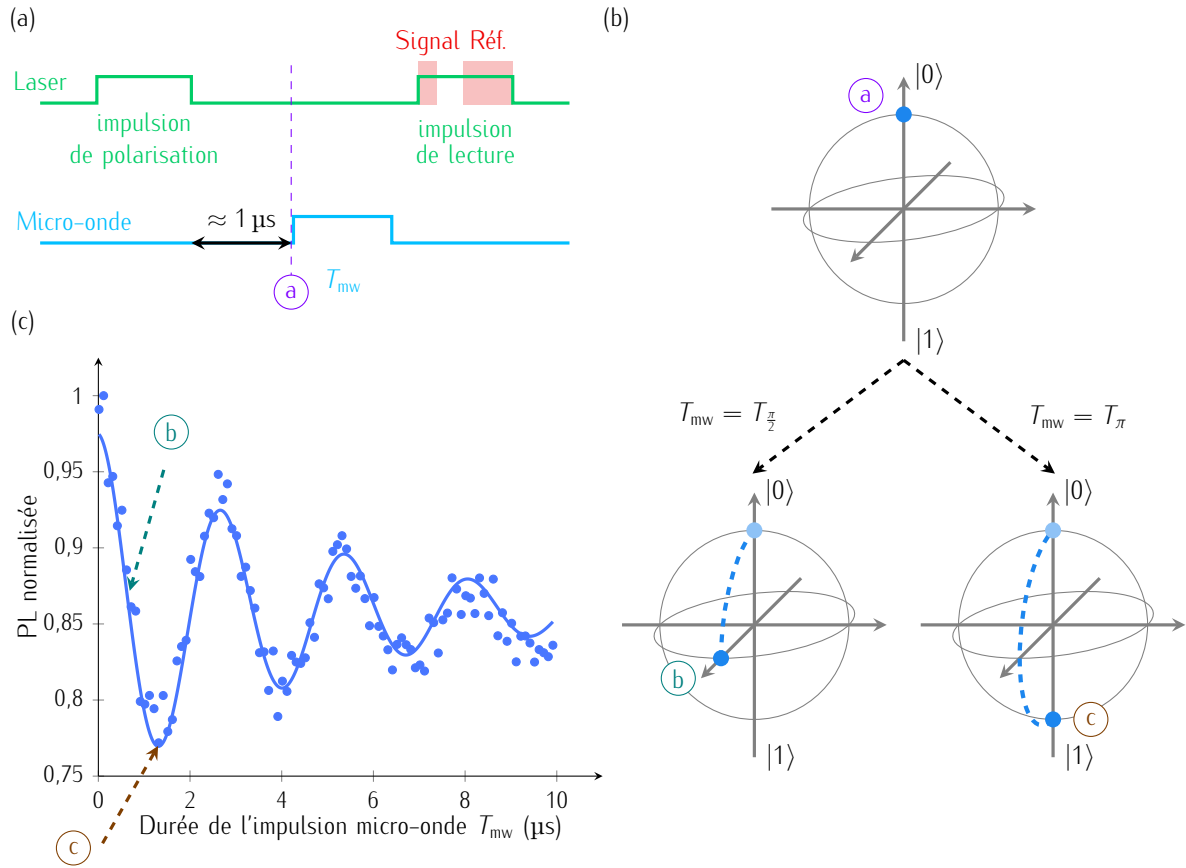 (a)
Signal Réf.
Laser
impulsion
de polarisation
impulsion
de lecture
Micro-onde
≈ 1 µs
a
T_mw
(b)
a
|0⟩
|1⟩
T_mw = T_π/2
T_mw = T_π
|0⟩
b
|1⟩
|0⟩
c
|1⟩
(c)
PL normalisée
1
0,95
0,9
0,85
0,8
0,75
b
c
0 2 4 6 8 10
Durée de l'impulsion micro-onde T_mw (µs)